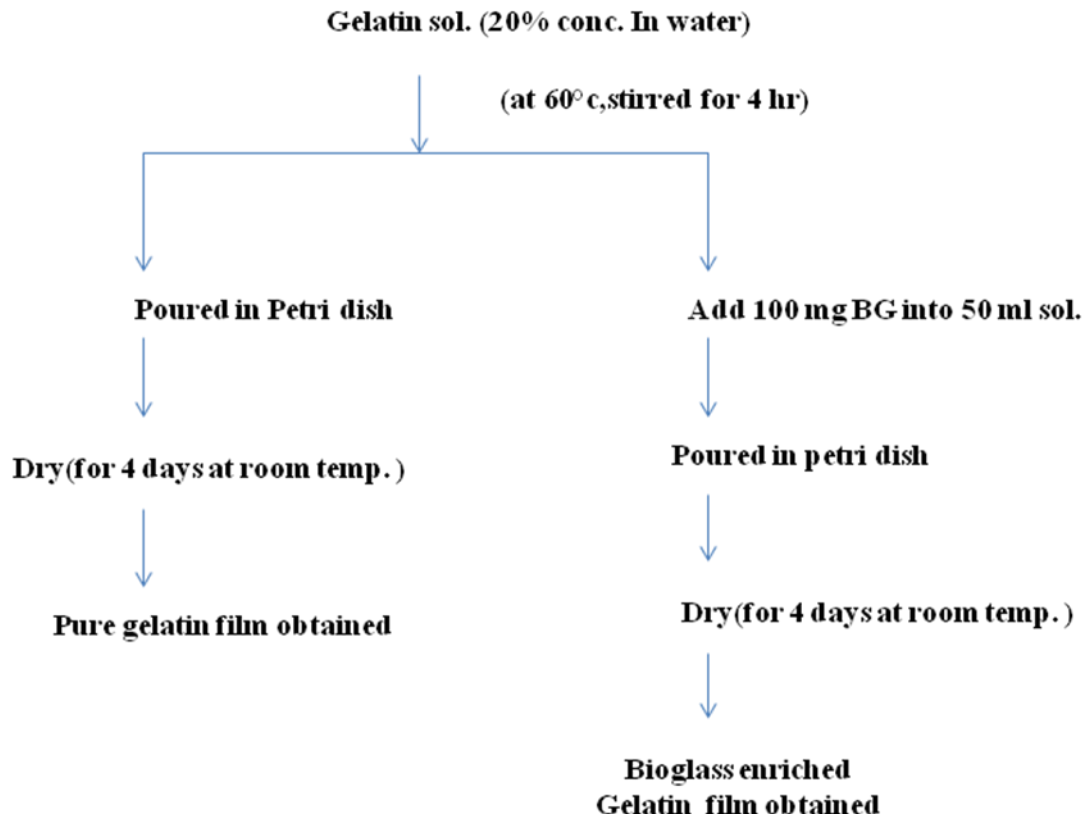 Gelatin sol. (20% conc. In water)
(at 60°c,stirred for 4 hr)
Poured in Petri dish
Add 100 mg BG into 50 ml sol.
Dry(for 4 days at room temp.)
Poured in petri dish
Pure gelatin film obtained
Dry(for 4 days at room temp.)
Bioglass enriched
Gelatin film obtained